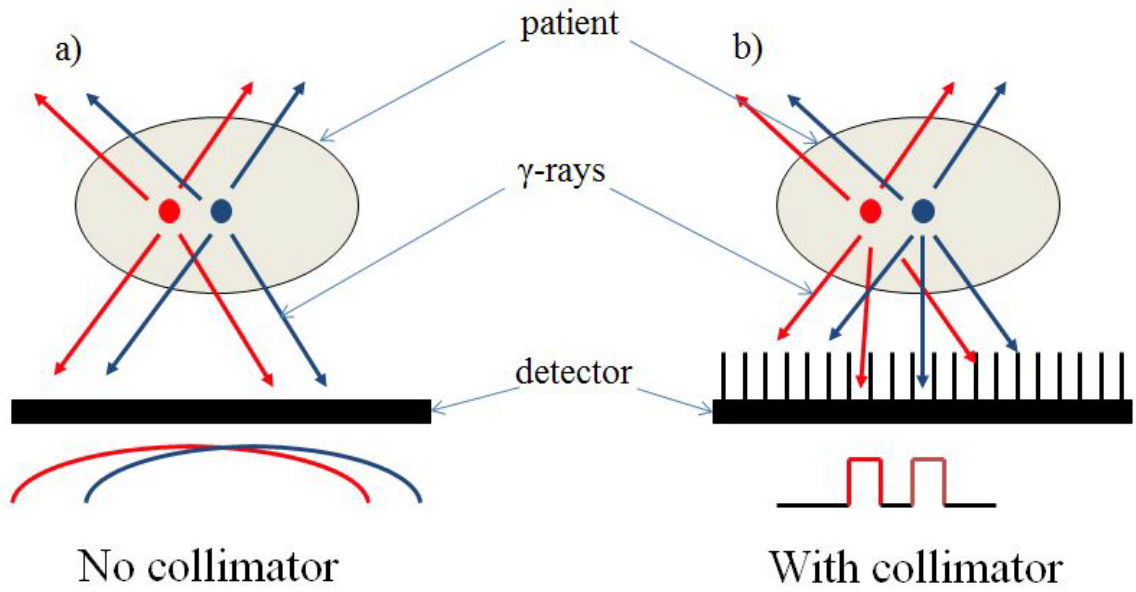 a)
patient
b)
γ-rays
detector
No collimator
With collimator